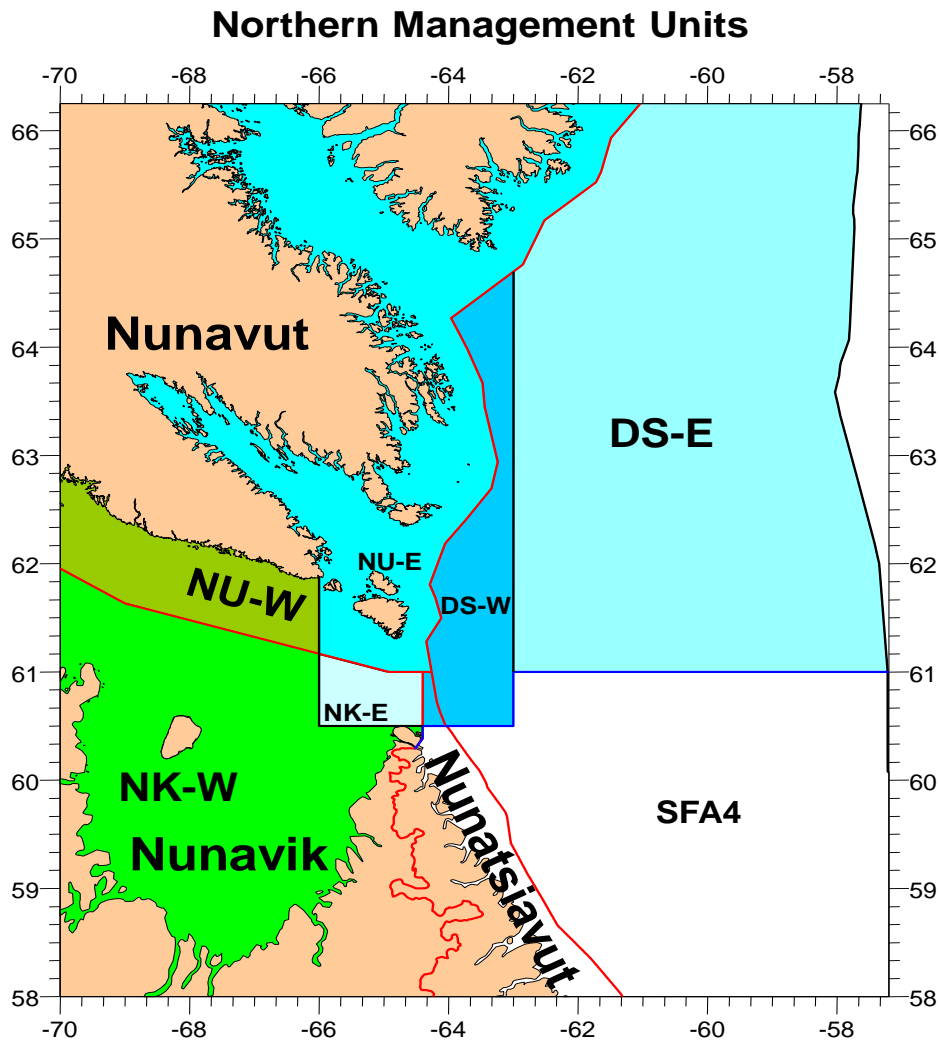 Northern Management Units
-70 -68 -66 -64 -62 -60 -58
66 66
65 65
Nunavut
64 64
DS-E
63 63
NU-E
62 62
NU-W
DS-W
61 61
NK-E
60 60
NK-W
SFA4
Nunatsiavut
Nunavik
59 59
58 58
-70 -68 -66 -64 -62 -60 -58